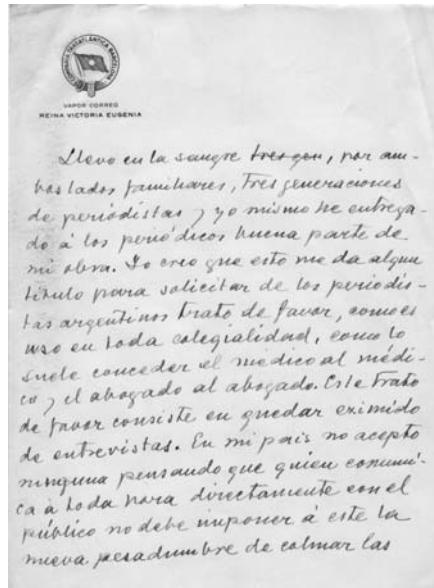 COMPAÑIA TRASATLÁNTICA BARCELONA
VAPOR CORREO
REINA VICTORIA EUGENIA
Llevo en la sangre tres gen, por am-
bos lados familiares, tres generaciones
de periodistas y yo mismo he entrega-
do á los periódicos buena parte de
mi obra. Yo creo que esto me da algun
título para solicitar de los periodis-
tas argentinos trato de favor, como es
uso en toda colegialidad, como lo
suele conceder el médico al médi-
co y el abogado al abogado. Este trato
de favor consiste en quedar eximido
de entrevistas. En mi pais no acepto
ninguna pensando que quien comuni-
ca á toda hora directamente con el
público no debe imponer á este la
nueva pesadumbre de colmar las